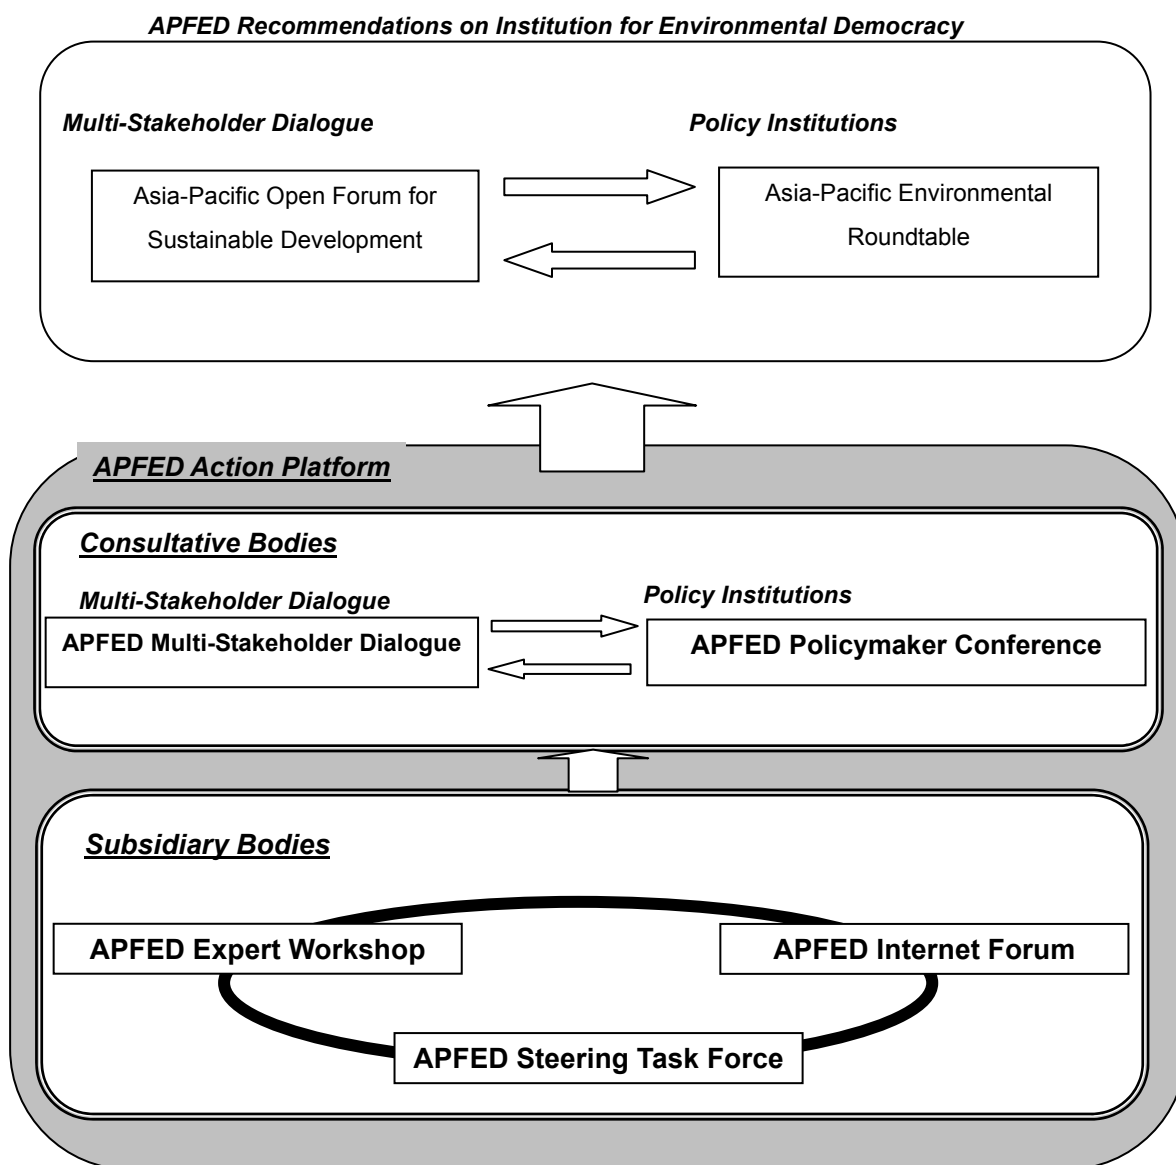 APFED Recommendations on Institution for Environmental Democracy
Multi-Stakeholder Dialogue
Policy Institutions
Asia-Pacific Open Forum for
Sustainable Development
Asia-Pacific Environmental
Roundtable
APFED Action Platform
Consultative Bodies
Multi-Stakeholder Dialogue
Policy Institutions
APFED Multi-Stakeholder Dialogue
APFED Policymaker Conference
Subsidiary Bodies
APFED Expert Workshop
APFED Internet Forum
APFED Steering Task Force